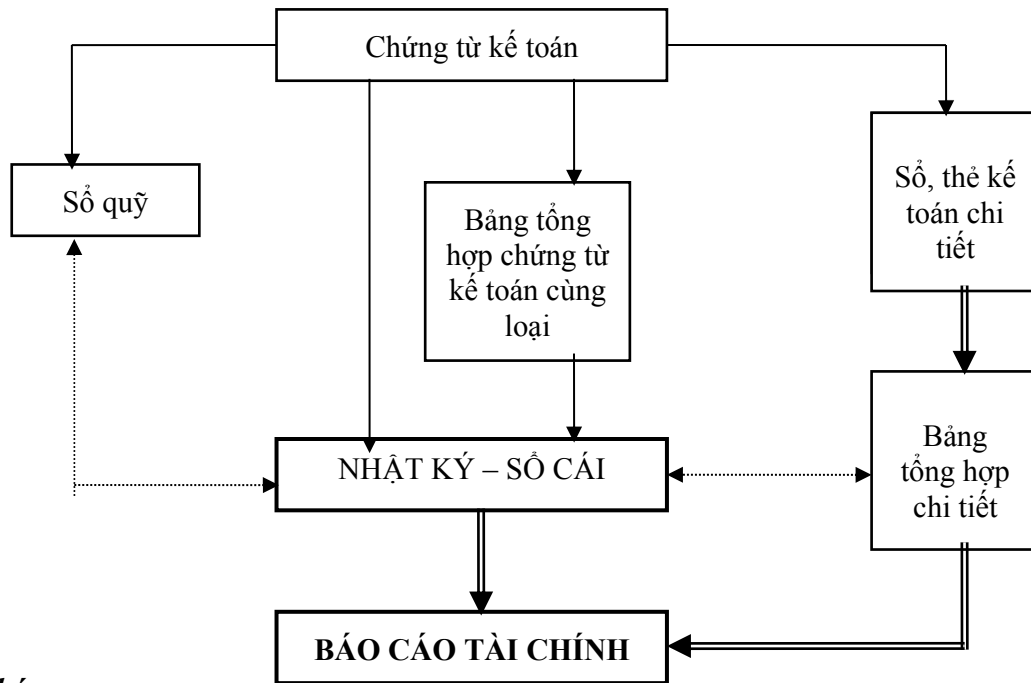 Chứng từ kế toán
Sổ quỹ
Bảng tổng
hợp chứng từ
kế toán cùng
loại
Sổ, thẻ kế
toán chi
tiết
NHẬT KÝ – SỔ CÁI
Bảng
tổng hợp
chi tiết
BÁO CÁO TÀI CHÍNH